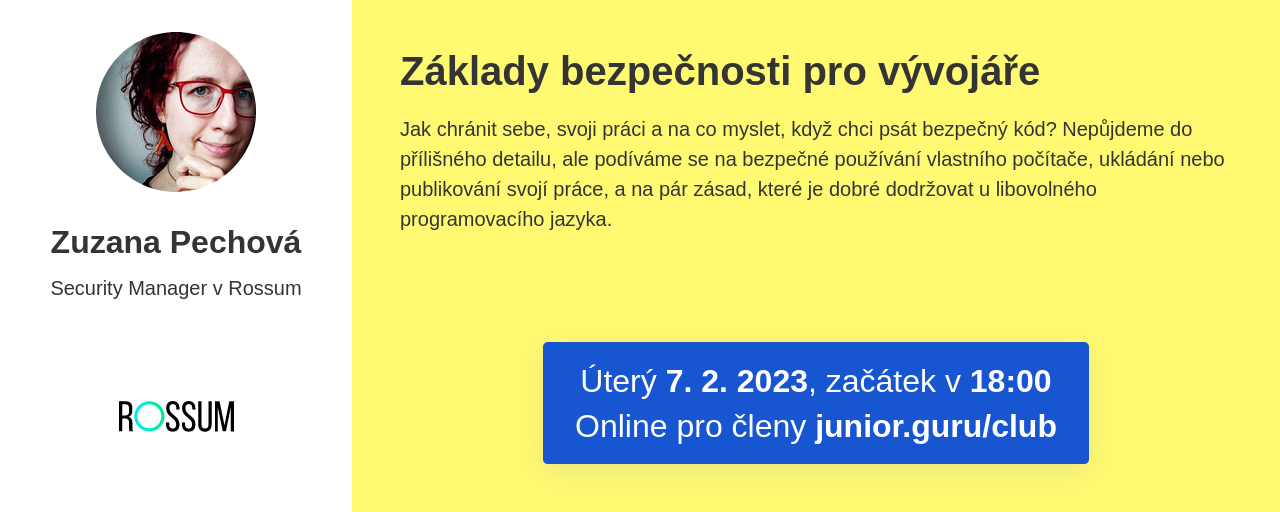 Zuzana Pechová
Security Manager v Rossum
ROSSUM
Základy bezpečnosti pro vývojáře
Jak chránit sebe, svoji práci a na co myslet, když chci psát bezpečný kód? Nepůjdeme do
přílišného detailu, ale podíváme se na bezpečné používání vlastního počítače, ukládání nebo
publikování svojí práce, a na pár zásad, které je dobré dodržovat u libovolného
programovacího jazyka.
Úterý 7. 2. 2023, začátek v 18:00
Online pro členy junior.guru/club